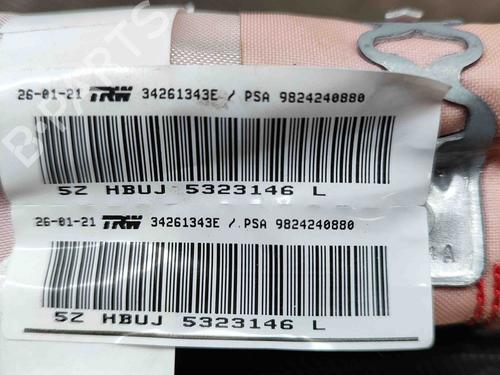 26-01-21 TRW 34261343E / PSA 9824240880
5Z HBUJ 5323146 L
26-01-21 TRW 34261343E / PSA 9824240880
5Z HBUJ 5323146 L
B-PARTS
A